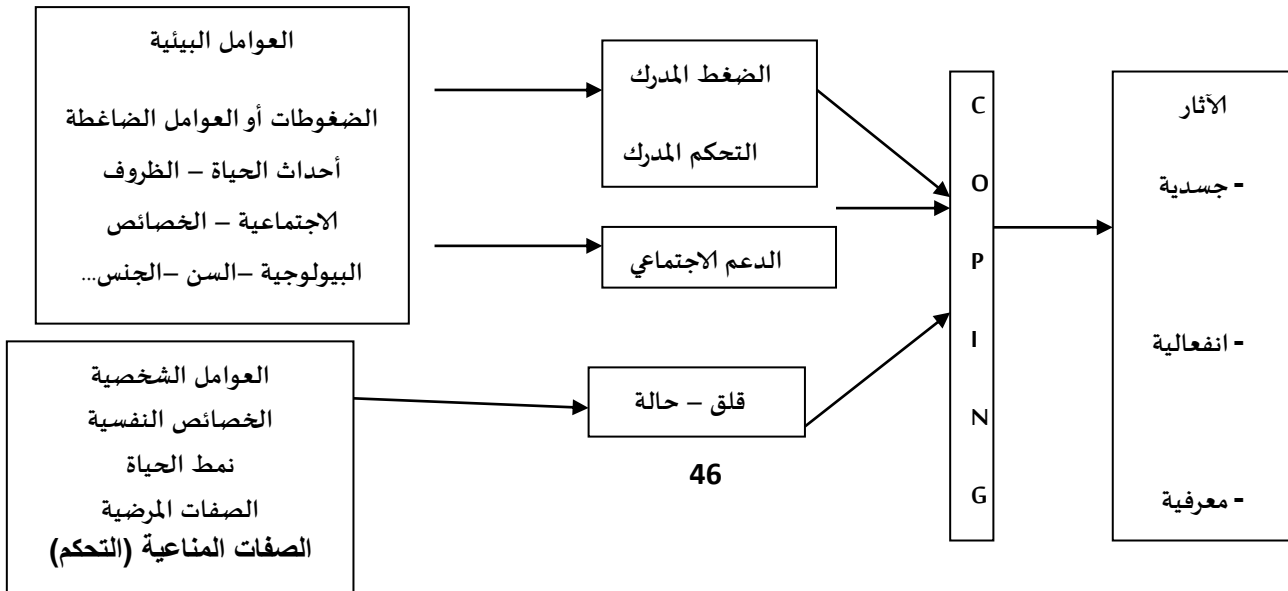 العوامل البيئية
الضغوطات أو العوامل الضاغطة
أحداث الحياة – الظروف
الاجتماعية – الخصائص
البيولوجية –السن –الجنس...
العوامل الشخصية
الخصائص النفسية
نمط الحياة
الصفات المرضية
الصفات المناعية (التحكم)
الضغط المدرك
التحكم المدرك
الدعم الاجتماعي
قلق – حالة
46
C
O
P
I
N
G
الآثار
- جسدية
- انفعالية
- معرفية